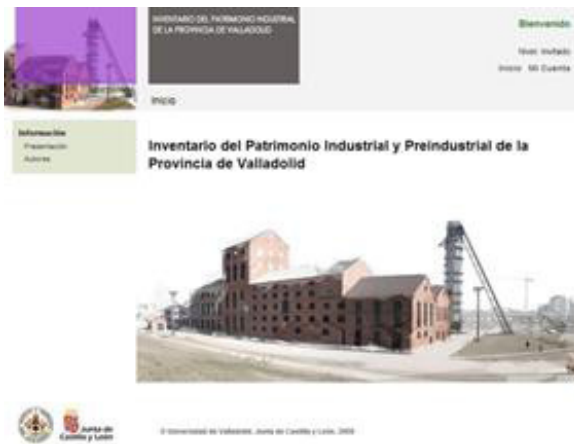 INVENTARIO DEL PATRIMONIO INDUSTRIAL
DE LA PROVINCIA DE VALLADOLID
Bienvenido
Nivel: Invitado
Inicio Mi Cuenta
Inicio
Información
Presentación
Autores
Inventario del Patrimonio Industrial y Preindustrial de la
Provincia de Valladolid
Junta de
Castilla y León
© Universidad de Valladolid, Junta de Castilla y León, 2009